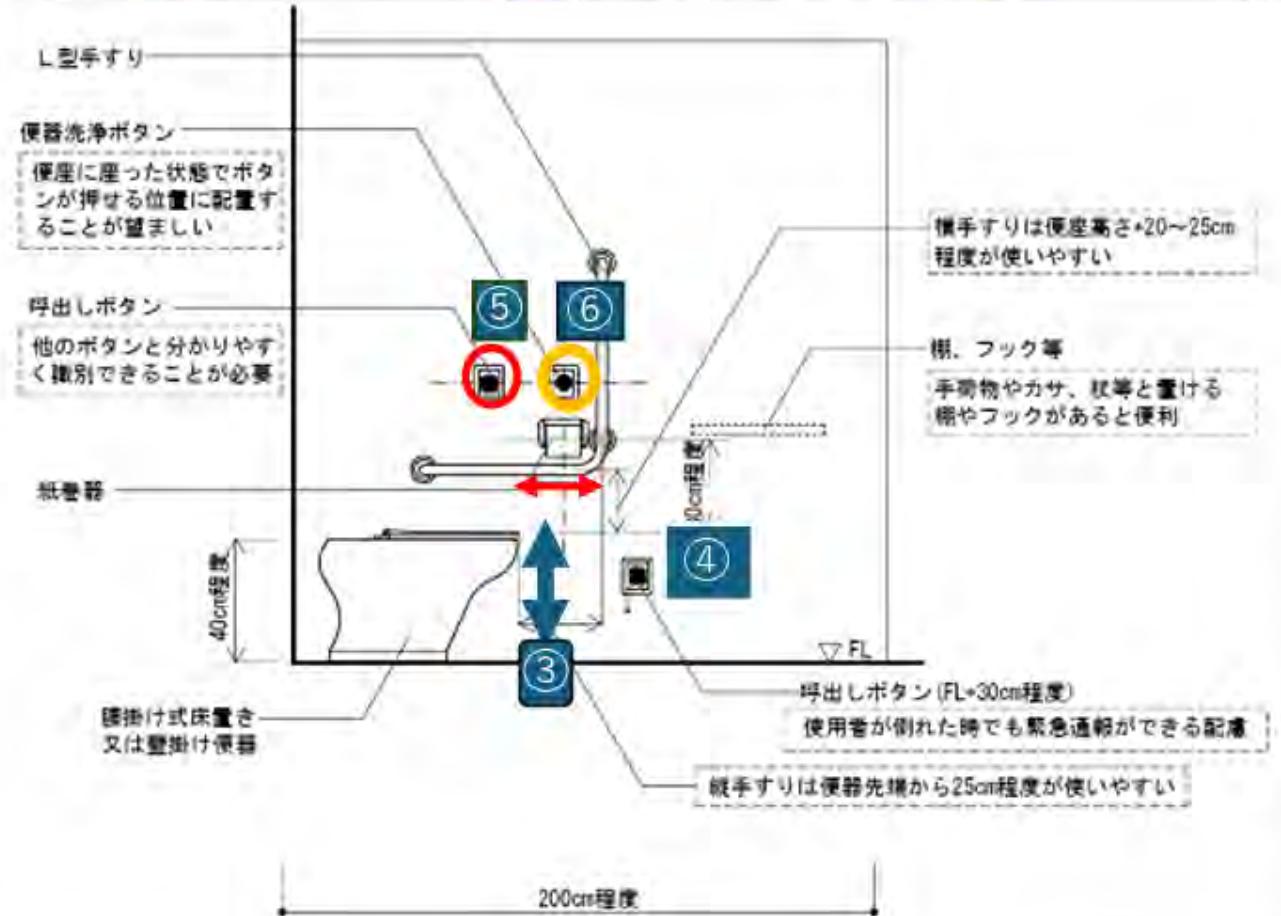 L型手すり
便器洗浄ボタン
便座に座った状態でボタ
ンが押せる位置に配置す
ることが望ましい
呼出しボタン
他のボタンと分かりやす
く識別できることが必要
紙巻器
40cm程度
腰掛け式床置き
又は壁掛け便器
⑤
⑥
③
④
横手すりは便座高さ+20～25cm
程度が使いやすい
棚、フック等
手荷物やカサ、杖等と置ける
棚やフックがあると便利
0cm程度
FL
呼出しボタン(FL+30cm程度)
使用者が倒れた時でも緊急通報ができる配慮
縦手すりは便器先端から25cm程度が使いやすい
200cm程度